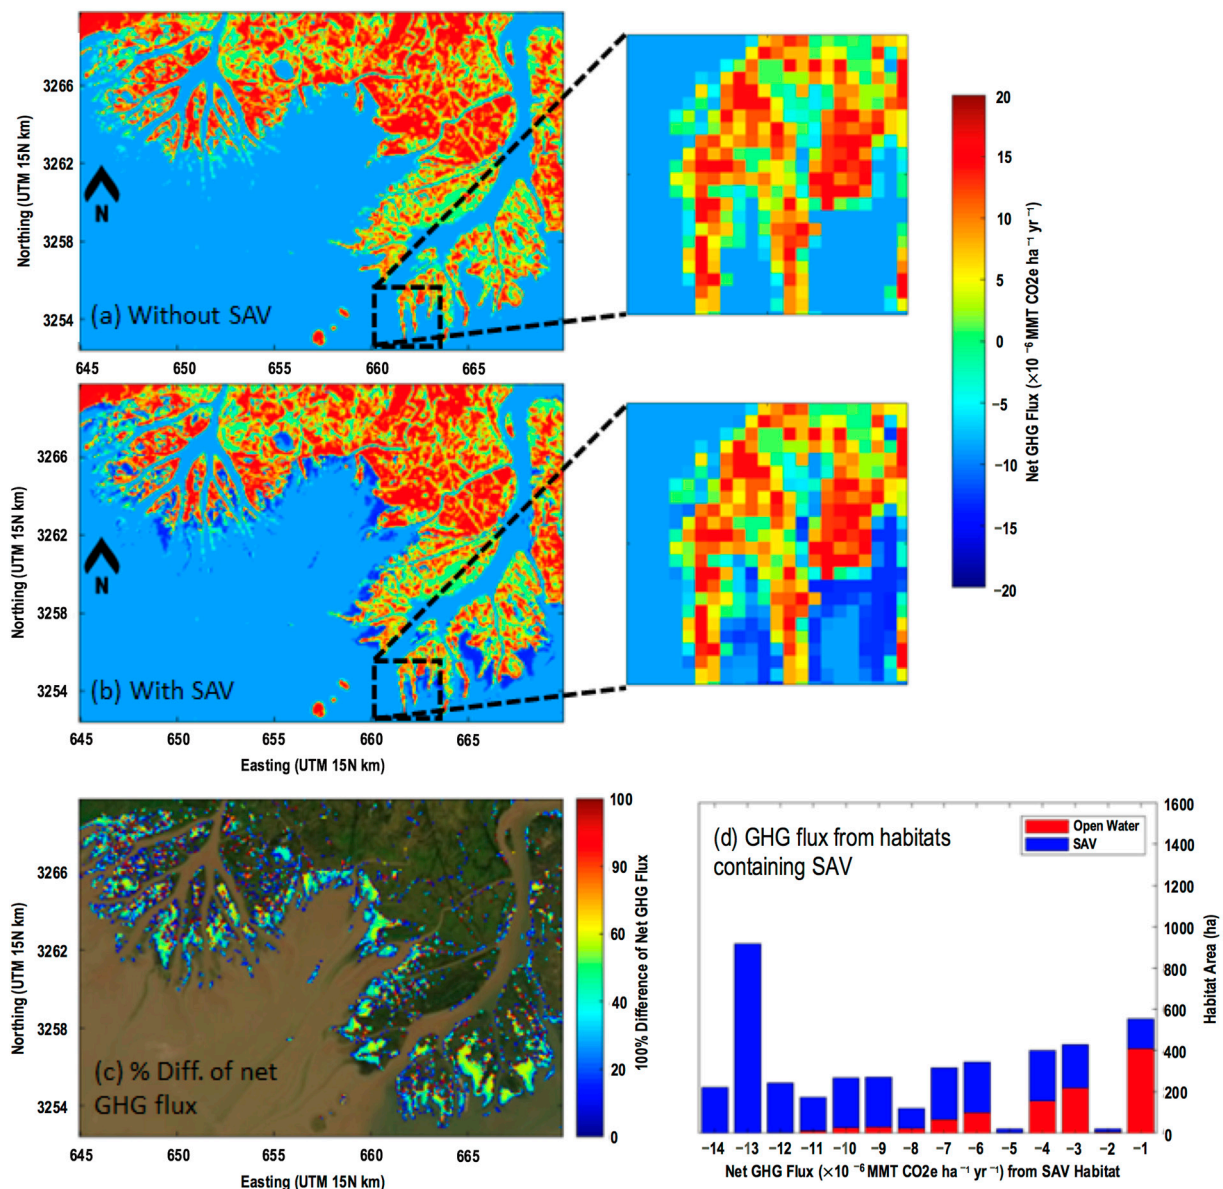 3266
3262
3258
3254
Northing (UTM 15N km)
N
(a) Without SAV
645
650
655
660
665
20
15
10
5
0
−5
−10
−15
−20
Net GHG Flux (×10 −6 MMT CO2e ha −1 yr −1)
3266
3262
3258
3254
Northing (UTM 15N km)
N
(b) With SAV
645
650
655
660
665
Easting (UTM 15N km)
3266
3262
3258
3254
Northing (UTM 15N km)
(c) % Diff. of net
GHG flux
645
650
655
660
665
Easting (UTM 15N km)
100
90
80
60
40
20
0
100% Difference of Net GHG Flux
(d) GHG flux from habitats
containing SAV
Open Water
SAV
1600
1400
1200
1000
800
600
400
200
0
Habitat Area (ha)
−14 −13 −12 −11 −10 −9 −8 −7 −6 −5 −4 −3 −2 −1
Net GHG Flux (×10 −6 MMT CO2e ha −1 yr −1) from SAV Habitat